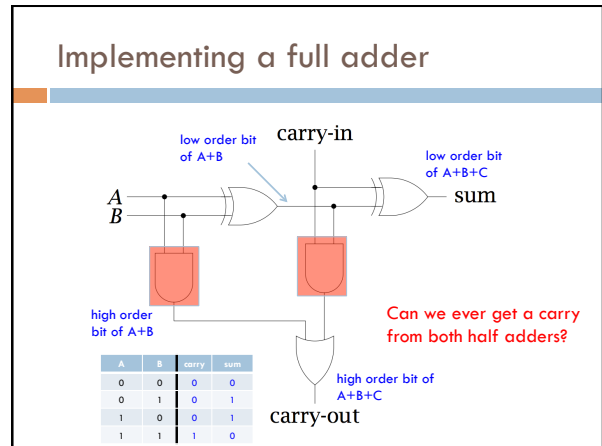 Implementing a full adder
low order bit
of A+B
carry-in
low order bit
of A+B+C
A
B
sum
high order
bit of A+B
Can we ever get a carry
from both half adders?
A B carry sum
0 0 0 0
0 1 0 1
1 0 0 1
1 1 1 0
high order bit of
A+B+C
carry-out